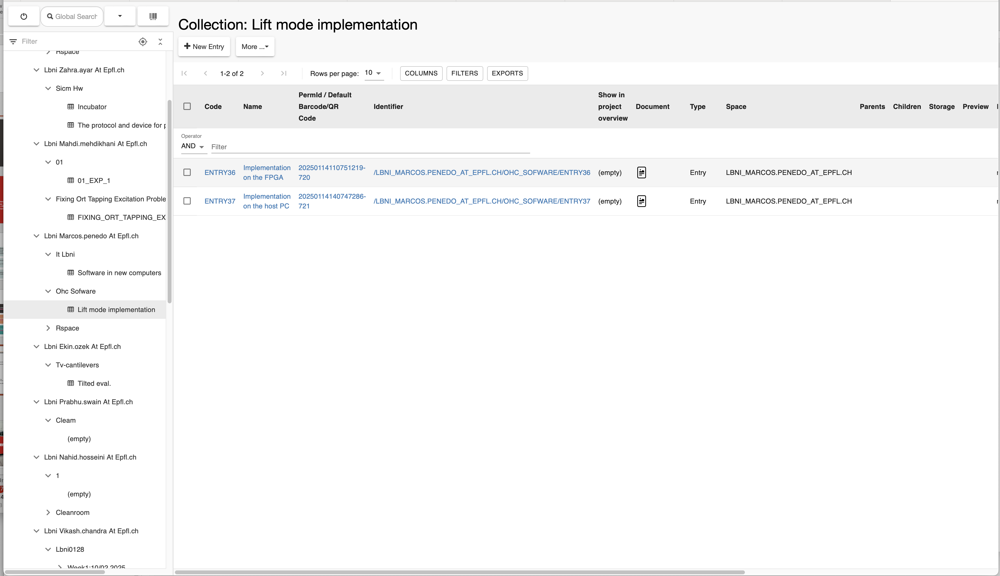 Global Search
Collection: Lift mode implementation
Filter
New Entry
More ...
Rspace
Lbni Zahra.ayar At Epfl.ch
Sicm Hw
Incubator
The protocol and device for p
Lbni Mahdi.mehdikhani At Epfl.ch
01
01_EXP_1
Fixing Ort Tapping Excitation Proble
FIXING_ORT_TAPPING_EX
Lbni Marcos.penedo At Epfl.ch
It Lbni
Software in new computers
Ohc Sofware
Lift mode implementation
Rspace
Lbni Ekin.ozek At Epfl.ch
Tv-cantilevers
Tilted eval.
Lbni Prabhu.swain At Epfl.ch
Cleam
(empty)
Lbni Nahid.hosseini At Epfl.ch
1
(empty)
Cleanroom
Lbni Vikash.chandra At Epfl.ch
Lbni0128
Week1:10/02.2025
1-2 of 2
Rows per page: 10
COLUMNS
FILTERS
EXPORTS
Code
Name
PermId / Default
Barcode/QR
Code
Identifier
Show in
project
overview
Document
Type
Space
Parents
Children
Storage
Preview
Operator
AND
Filter
ENTRY36
Implementation
on the FPGA
20250114110751219-
720
/LBNI_MARCOS.PENEDO_AT_EPFL.CH/OHC_SOFWARE/ENTRY36
(empty)
Entry
LBNI_MARCOS.PENEDO_AT_EPFL.CH
ENTRY37
Implementation
on the host PC
20250114140747286-
721
/LBNI_MARCOS.PENEDO_AT_EPFL.CH/OHC_SOFWARE/ENTRY37
(empty)
Entry
LBNI_MARCOS.PENEDO_AT_EPFL.CH